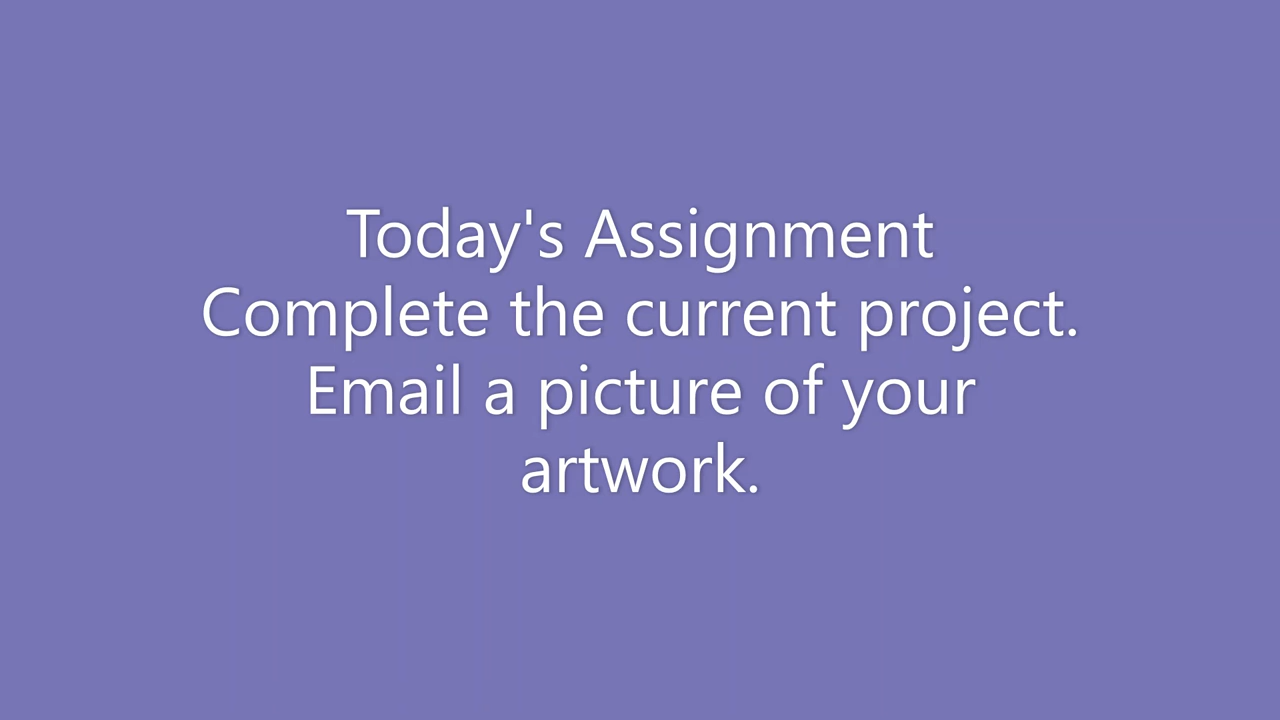 Today's Assignment
Complete the current project.
Email a picture of your
artwork.